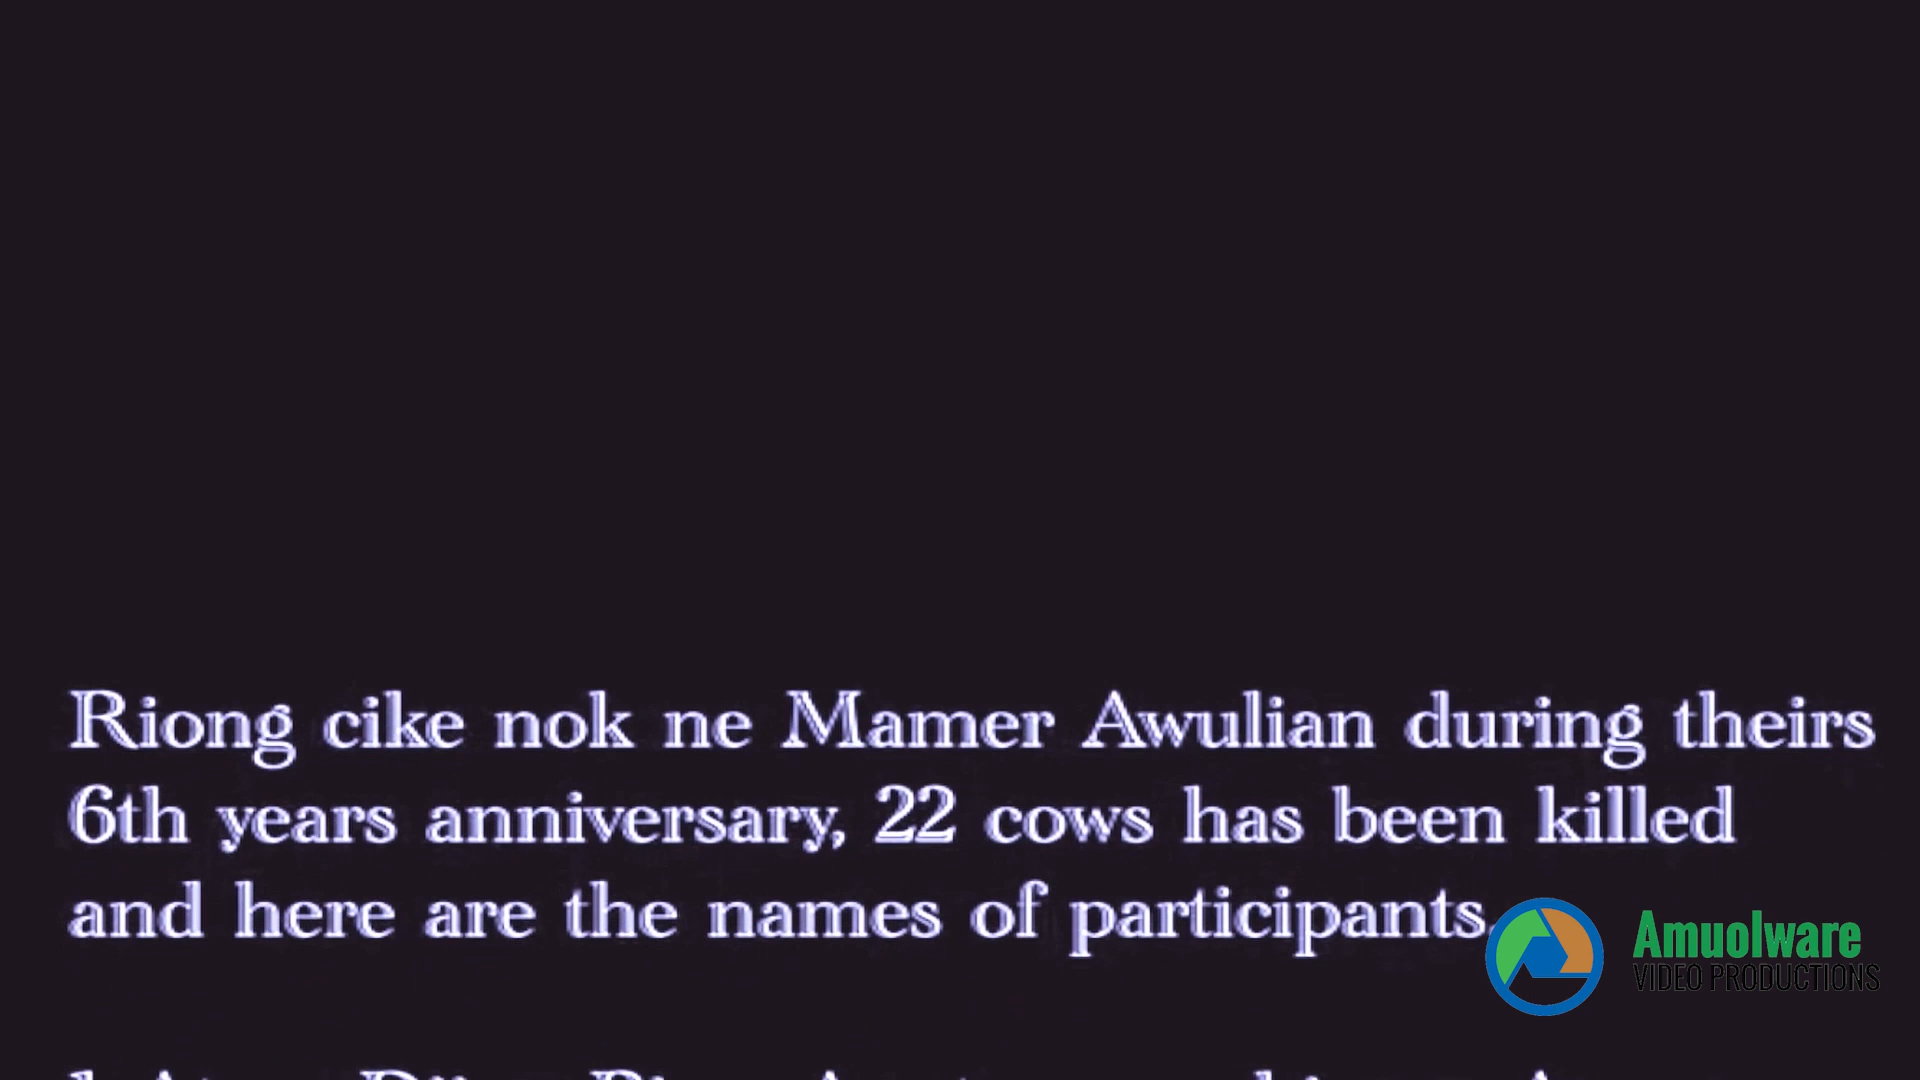 Riong cike nok ne Mamer Awulian during theirs
6th years anniversary, 22 cows has been killed
and here are the names of participants.
Amuolware
VIDEO PRODUCTIONS